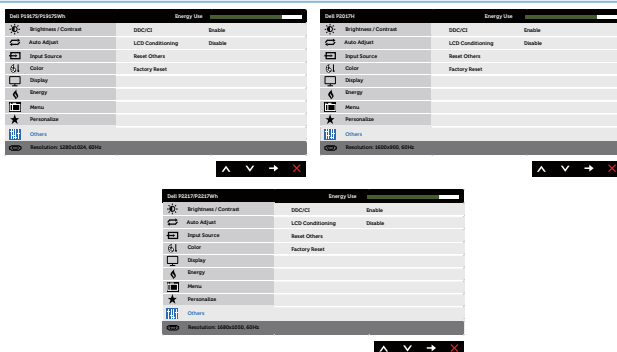 Dell P1917S/P1917SWh Energy Use
Brightness / Contrast DDC/CI Enable
Auto Adjust LCD Conditioning Disable
Input Source Reset Others
Color Factory Reset
Display
Energy
Menu
Personalize
Others
Resolution: 1280x1024, 60Hz
Dell P2017H Energy Use
Brightness / Contrast DDC/CI Enable
Auto Adjust LCD Conditioning Disable
Input Source Reset Others
Color Factory Reset
Display
Energy
Menu
Personalize
Others
Resolution: 1600x900, 60Hz
Dell P2217/P2217Wh Energy Use
Brightness / Contrast DDC/CI Enable
Auto Adjust LCD Conditioning Disable
Input Source Reset Others
Color Factory Reset
Display
Energy
Menu
Personalize
Others
Resolution: 1680x1050, 60Hz